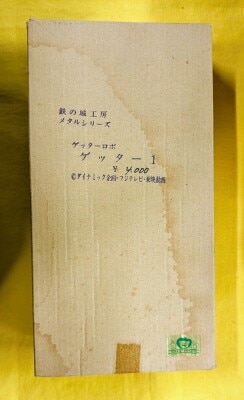 鉄の城工房
メタルシリーズ
ゲッターロボ
ゲッター1
¥ 4,000
©ダイナミック企画・フジテレビ・東映動画